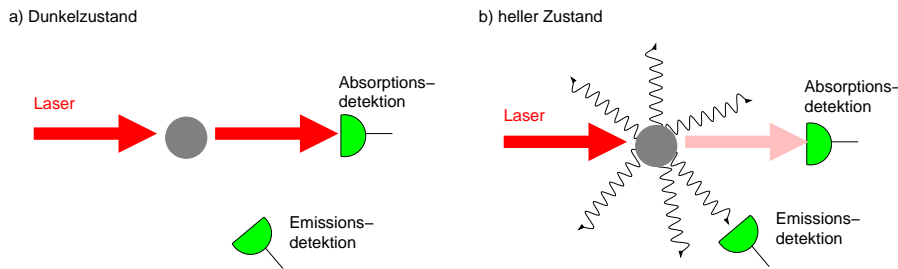 a) Dunkelzustand
Laser
Absorptions–
detektion
Emissions–
detektion
b) heller Zustand
Laser
Absorptions–
detektion
Emissions–
detektion